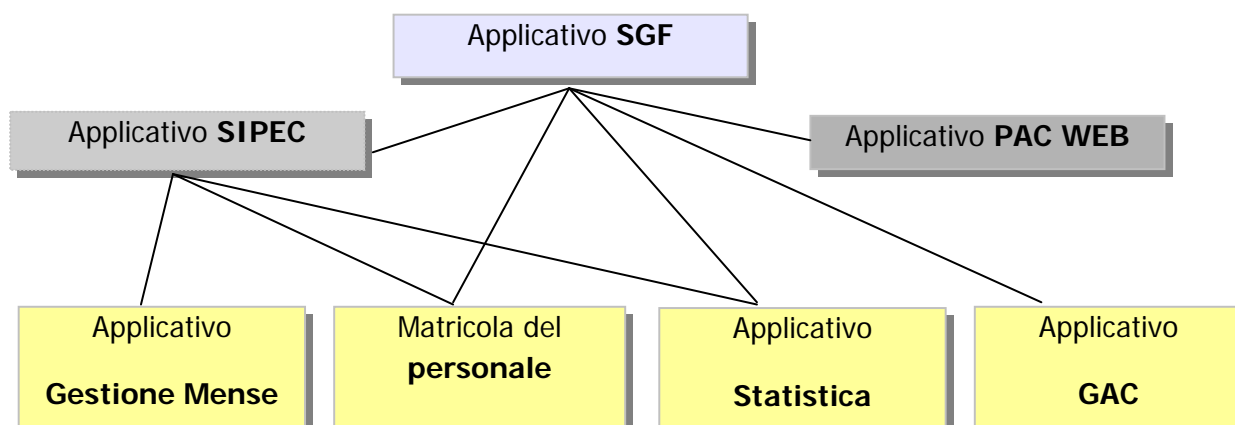 Applicativo SGF
Applicativo SIPEC
Applicativo PAC WEB
Applicativo
Gestione Mense
Matricola del
personale
Applicativo
Statistica
Applicativo
GAC